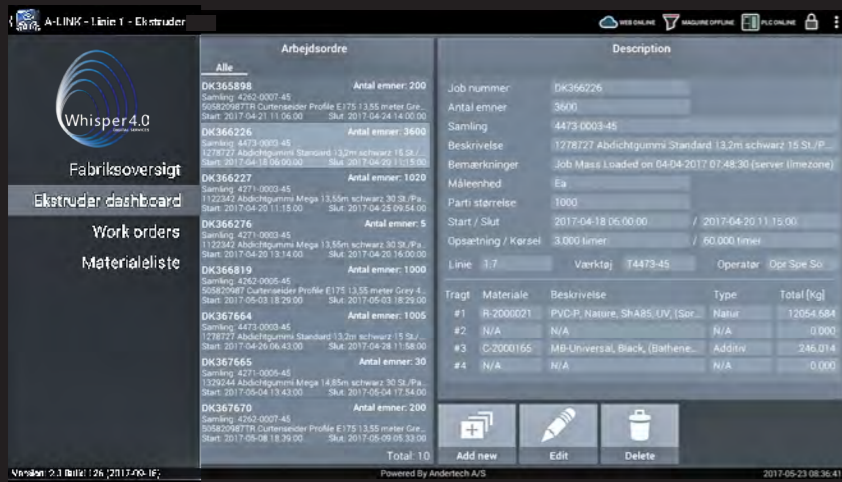 A-LINK - Linie 1 - Ekstruder
WEB ONLINE MAGUIRE OFFLINE PLC ONLINE
Whisper4.0
DIGITAL SERVICES
Fabriksoversigt
Ekstruder dashboard
Work orders
Materialeliste
Arbejdsordre
Alle
DK365898 Antal emner: 200
Samling: 4262-0007-45
505820987TR Curtenseider Profile E175 13,55 meter Gre...
Start: 2017-04-21 11:06:00 Slut: 2017-04-24 14:00:00
DK366226 Antal emner: 3600
Samling: 4473-0003-45
1278727 Abdichtgummi Standard 13,2m schwarz 15 St./...
Start: 2017-04-18 06:00:00 Slut: 2017-04-20 11:15:00
DK366227 Antal emner: 1020
Samling: 4271-0003-45
1122342 Abdichtgummi Mega 13,55m schwarz 30 St./Pa...
Start: 2017-04-20 11:15:00 Slut: 2017-04-25 09:54:00
DK366276 Antal emner: 5
Samling: 4271-0003-45
1122342 Abdichtgummi Mega 13,55m schwarz 30 St./Pa...
Start: 2017-04-20 13:14:00 Slut: 2017-04-20 16:00:00
DK366819 Antal emner: 1000
Samling: 4262-0005-45
505820987 Curtenseider Profile E175 13,55 meter Grey 4...
Start: 2017-05-03 18:29:00 Slut: 2017-05-03 18:29:00
DK367664 Antal emner: 1005
Samling: 4473-0003-45
1278727 Abdichtgummi Standard 13,2m schwarz 15 St./...
Start: 2017-04-26 06:43:00 Slut: 2017-04-28 11:58:00
DK367665 Antal emner: 30
Samling: 4271-0005-45
1329244 Abdichtgummi Mega 14,85m schwarz 30 St./Pa...
Start: 2017-05-04 13:43:00 Slut: 2017-05-04 17:54:00
DK367670 Antal emner: 200
Samling: 4262-0007-45
505820987TR Curtenseider Profile E175 13,55 meter Gre...
Start: 2017-05-08 18:39:00 Slut: 2017-05-09 05:33:00
Total: 10
Description
Job nummer DK366226
Antal emner 3600
Samling 4473-0003-45
Beskrivelse 1278727 Abdichtgummi Standard 13,2m schwarz 15 St./P...
Bemærkninger Job Mass Loaded on 04-04-2017 07:48:30 (server timezone)
Måleenhed Ea
Parti størrelse 1000
Start / Slut 2017-04-18 06:00:00 / 2017-04-20 11:15:00
Opsætning / Kørsel 3.000 timer / 60.000 timer
Linie 1.7 Værktøj T4473-45 Operatør Opr Spe So...
Tragt Materiale Beskrivelse Type Total [Kg]
#1 R-2000021 PVC-P, Nature, ShA85, UV, (Sor... Natur 12054.684
#2 N/A N/A N/A 0.000
#3 C-2000165 MB-Universal, Black, (Bathene... Additiv 246.014
#4 N/A N/A N/A 0.000
Add new Edit Delete
Version: 2.3 Build: 126 (2017-09-16)
Powered By Andertech A/S
2017-05-23 08:36:41